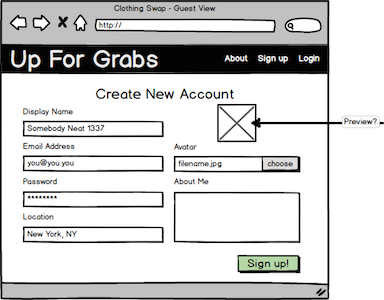 Clothing Swap - Guest View
http://
Up For Grabs
About Sign up Login
Create New Account
Display Name
Somebody Neat 1337
Preview?
Email Address
you@you.you
Avatar
filename.jpg choose
Password
********
About Me
Location
New York, NY
Sign up!